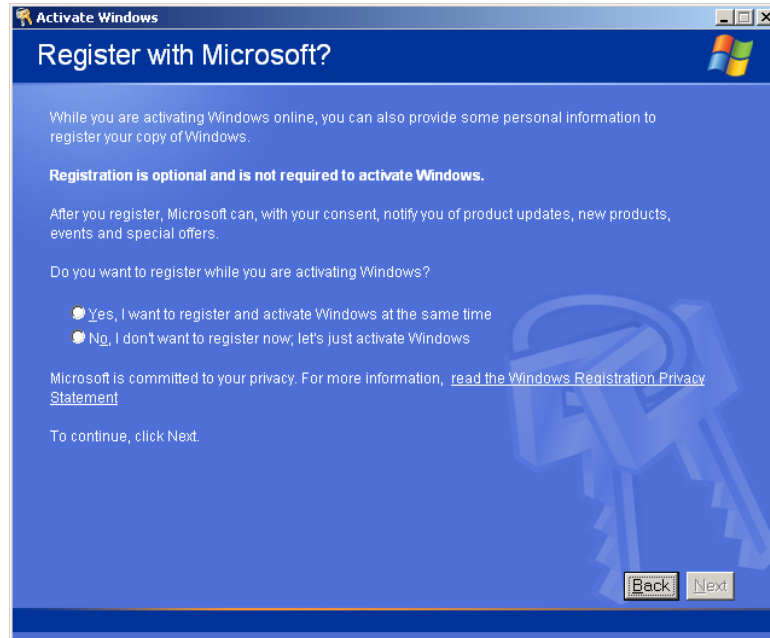 Activate Windows
Register with Microsoft?
While you are activating Windows online, you can also provide some personal information to
register your copy of Windows.
Registration is optional and is not required to activate Windows.
After you register, Microsoft can, with your consent, notify you of product updates, new products,
events and special offers.
Do you want to register while you are activating Windows?
Yes, I want to register and activate Windows at the same time
No, I don't want to register now; let's just activate Windows
Microsoft is committed to your privacy. For more information, read the Windows Registration Privacy
Statement
To continue, click Next.
Back Next